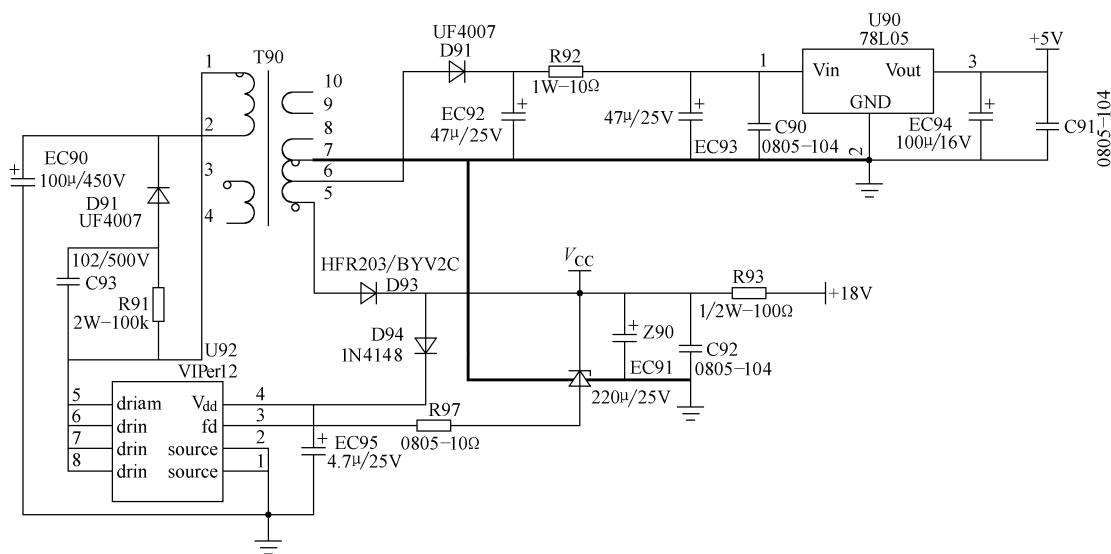 UF4007
D91
U90
78L05
+5V
T90
1
10
R92
1
3
Vin
Vout
9
1W-10Ω
GND
2
8
EC92
47μ/25V
47μ/25V
C90
0805-104
EC94
100μ/16V
C91
0805-104
EC90
100μ/450V
7
EC93
2
3
6
D91
UF4007
5
4
102/500V
C93
HFR203/BYV2C
D93
VCC
R93
+18V
R91
2W-100k
1/2W-100Ω
D94
1N4148
Z90
C92
0805-104
U92
VIPer12
EC91
220μ/25V
5
driam
Vdd
4
R97
6
drin
fd
3
0805-10Ω
7
drin
source
2
EC95
4.7μ/25V
8
drin
source
1